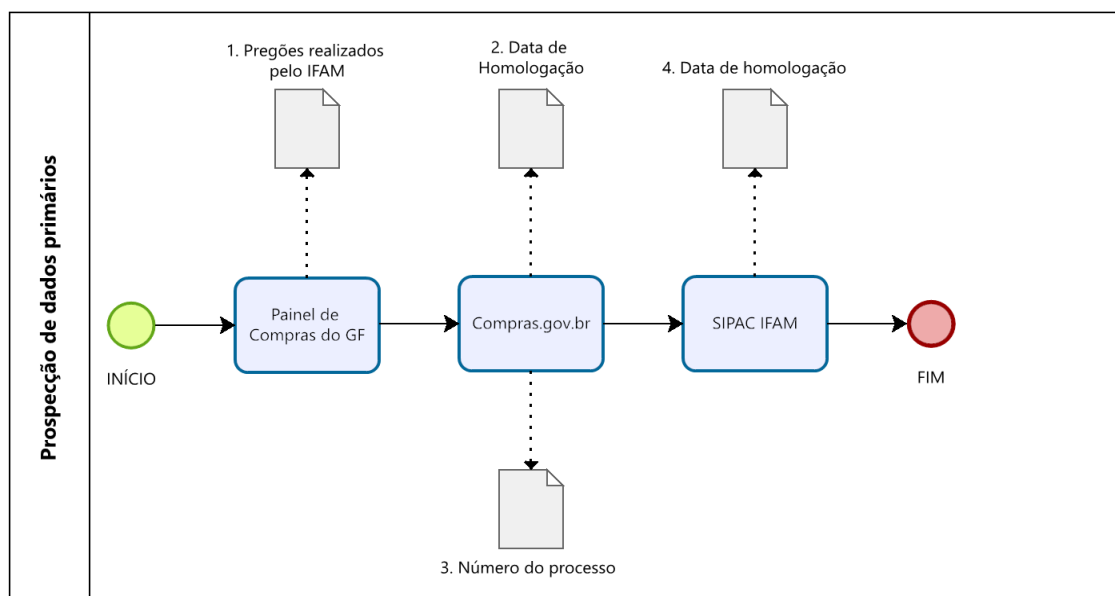 Prospecção de dados primários
1. Pregões realizados
pelo IFAM
2. Data de
Homologação
4. Data de homologação
INÍCIO
Painel de
Compras do GF
Compras.gov.br
SIPAC IFAM
FIM
3. Número do processo